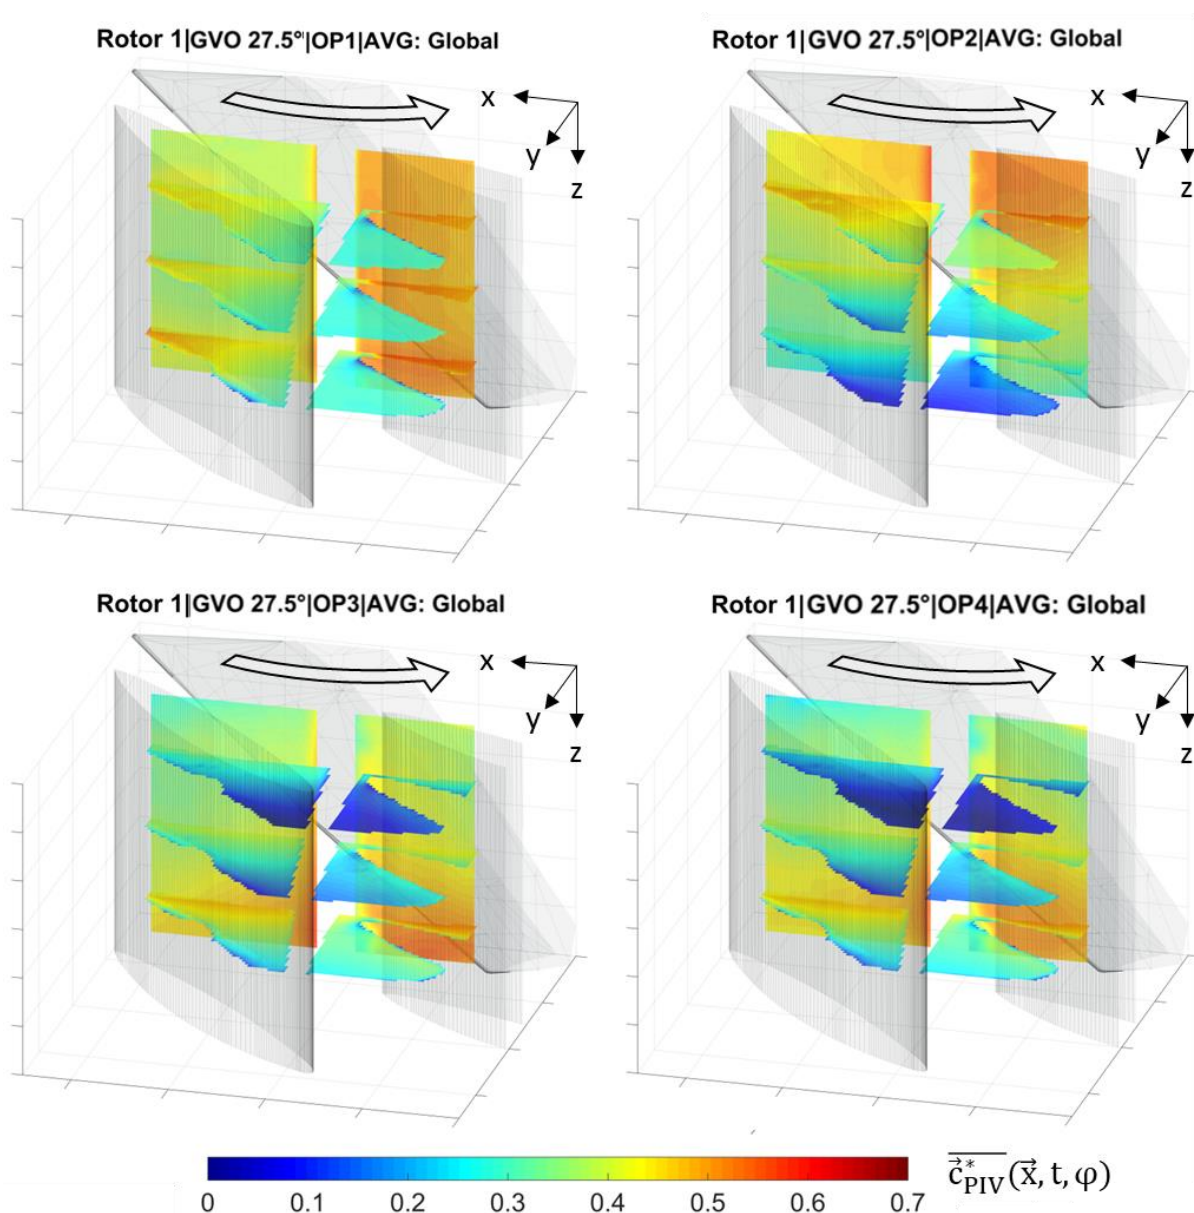 Rotor 1|GVO 27.5°|OP1|AVG: Global
Rotor 1|GVO 27.5°|OP2|AVG: Global
x
y
z
x
y
z
Rotor 1|GVO 27.5°|OP3|AVG: Global
Rotor 1|GVO 27.5°|OP4|AVG: Global
x
y
z
x
y
z
0 0.1 0.2 0.3 0.4 0.5 0.6 0.7
c⃗*PIV(x⃗, t, φ)